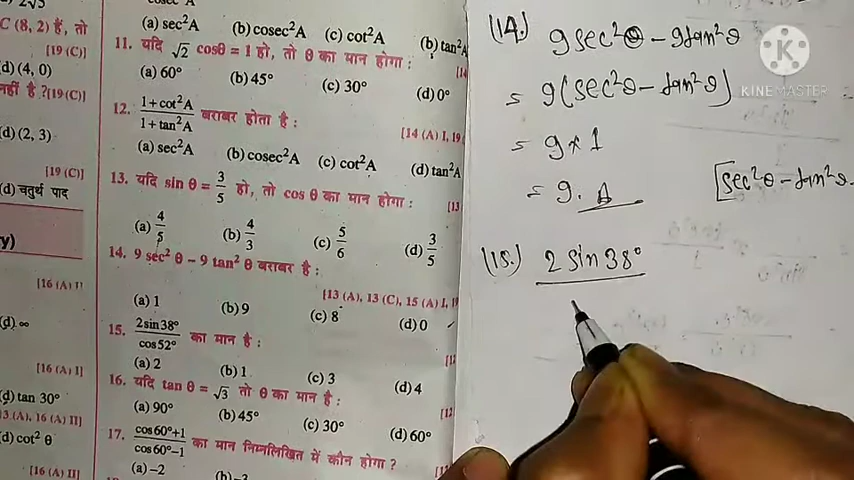 2√5
C (8, 2) हैं, तो
[19 (C)]
(d) (4, 0)
नहीं है ?[19(C)]
(d) (2, 3)
[19 (C)]
(d) चतुर्थ पाद
[16 (A) I]
(d) ∞
[16 (A) I]
(d) tan 30°
(d) cot² θ
[16 (A) II]
(a) sec²A (b) cosec²A (c) cot²A (b) tan²A
11. यदि √2 cosθ = 1 हो, तो θ का मान होगा :
(a) 60° (b) 45° (c) 30° (d) 0°
12. 1 + cot²A / 1 + tan²A बराबर होता है :
[14 (A) I, 19
(a) sec²A (b) cosec²A (c) cot²A (d) tan²A
13. यदि sin θ = 3/5 हो, तो cos θ का मान होगा :
[13
(a) 4/5 (b) 4/3 (c) 5/6 (d) 3/5
14. 9 sec² θ – 9 tan² θ बराबर है :
[13 (A), 13 (C), 15 (A) I,
(a) 1 (b) 9 (c) 8 (d) 0
15. 2sin38° / cos52° का मान है :
[12
(a) 2 (b) 1 (c) 3 (d) 4
16. यदि tan θ = √3 तो θ का मान है :
[12
(a) 90° (b) 45° (c) 30° (d) 60°
17. cos60°+1 / cos60°–1 का मान निम्नलिखित में कौन होगा ?
(a) –2
(14.) 9sec²θ – 9tan²θ
= 9(sec²θ – tan²θ)
= 9×1
= 9. A
[sec²θ – tan²θ
(15.) 2 sin 38°
KINEMASTER